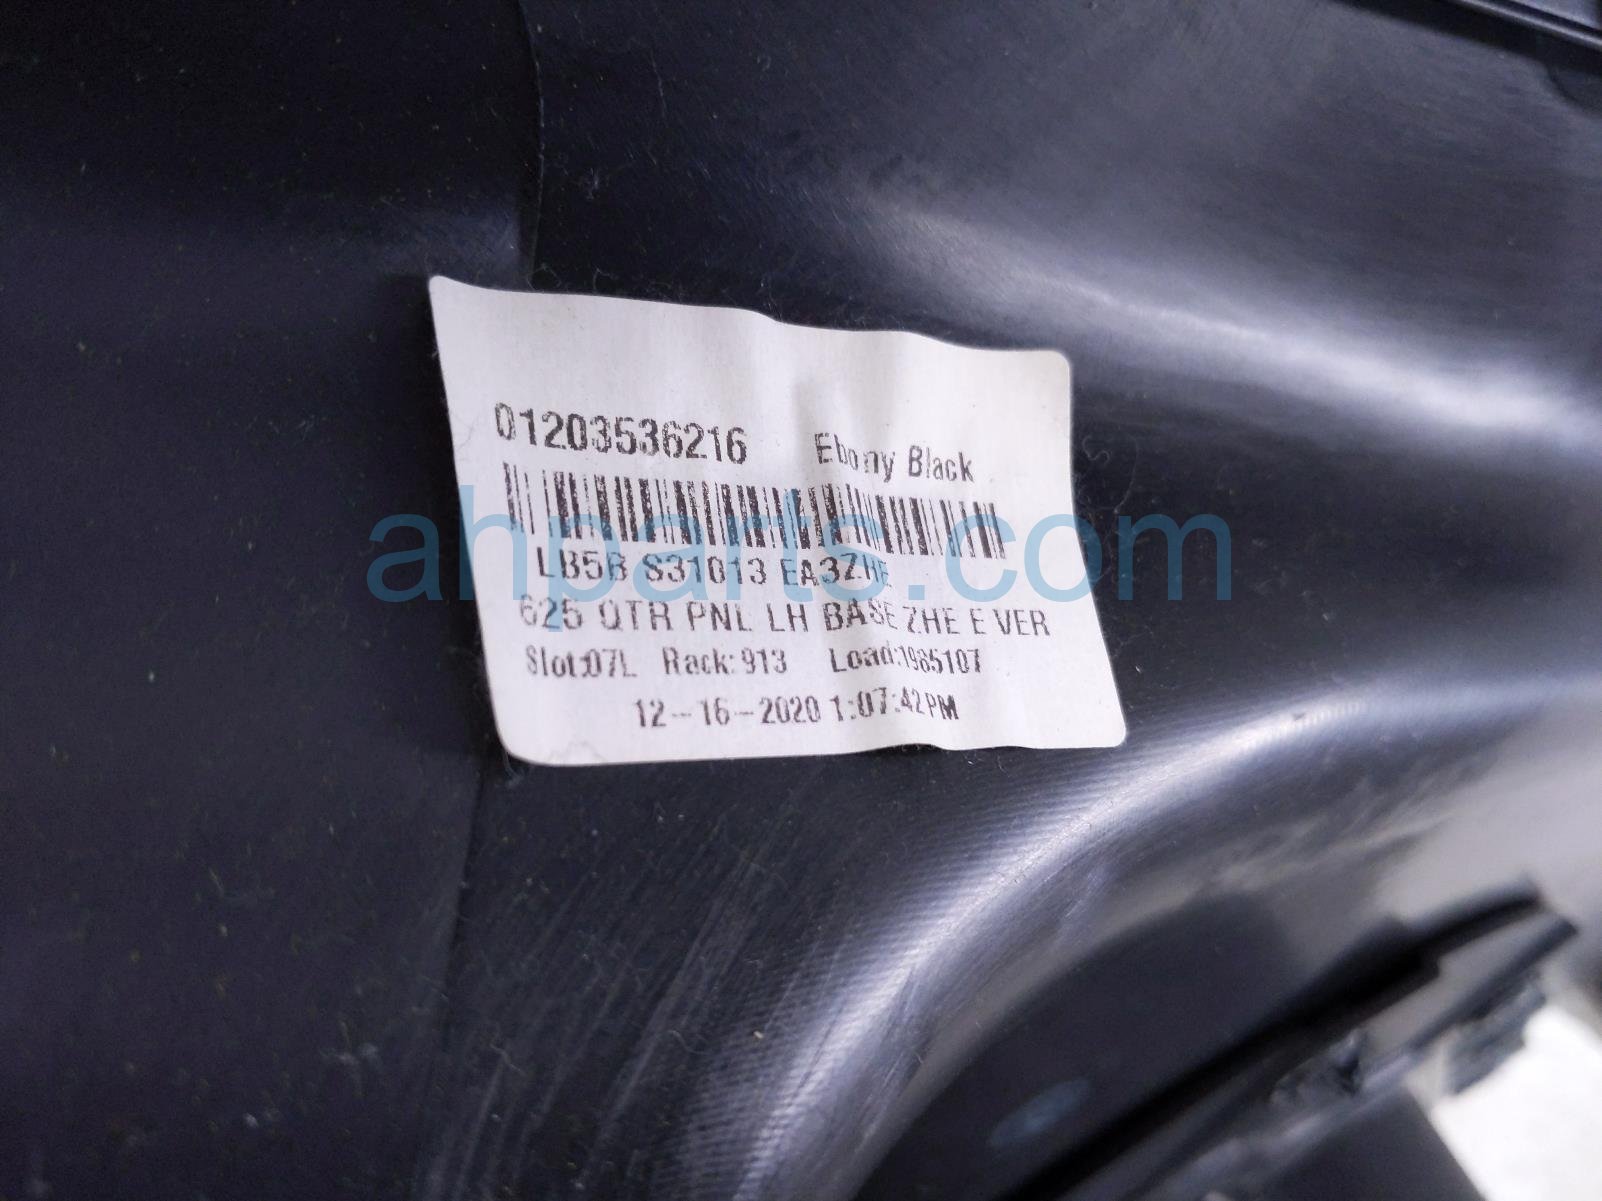 01203536216 Ebony Black
LB5B S31013 EA3ZHE
625 QTR PNL LH BASE ZHE E VER
Slot:07L Rack:913 Load:1985107
12-16-2020 1:07:42PM
ahparts.com